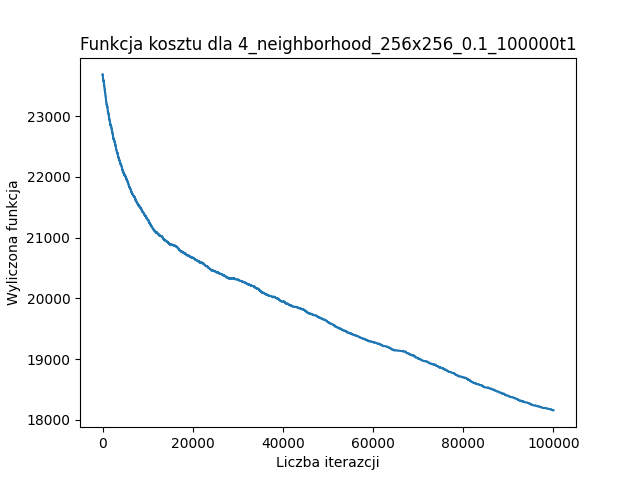 Funkcja kosztu dla 4_neighborhood_256x256_0.1_100000t1
Wyliczona funkcja
23000
22000
21000
20000
19000
18000
0 20000 40000 60000 80000 100000
Liczba iterazcji